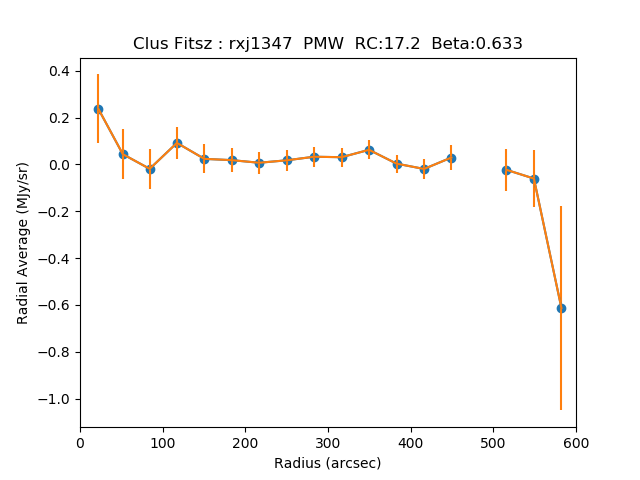 Clus Fitsz : rxj1347  PMW  RC:17.2  Beta:0.633
Radial Average (MJy/sr)
0.4
0.2
0.0
−0.2
−0.4
−0.6
−0.8
−1.0
0 100 200 300 400 500 600
Radius (arcsec)